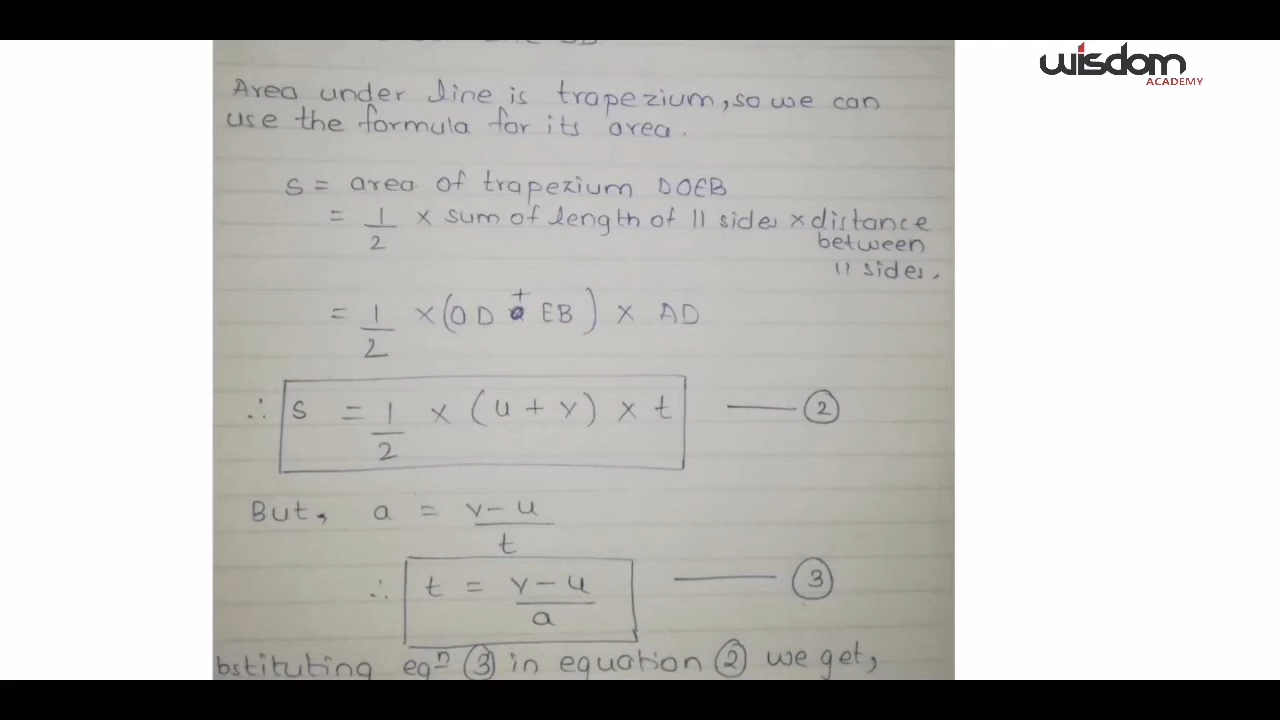 wisdom
ACADEMY
Area under line is trapezium, so we can
use the formula for its area.
s = area of trapezium DOEB
= 1/2 × sum of length of || sides × distance
between
|| sides.
= 1/2 × (OD + EB) × AD
∴ s = 1/2 × (u + v) × t —— ②
But, a = v - u / t
∴ t = v - u / a —— ③
bstituting eqⁿ ③ in equation ② we get,